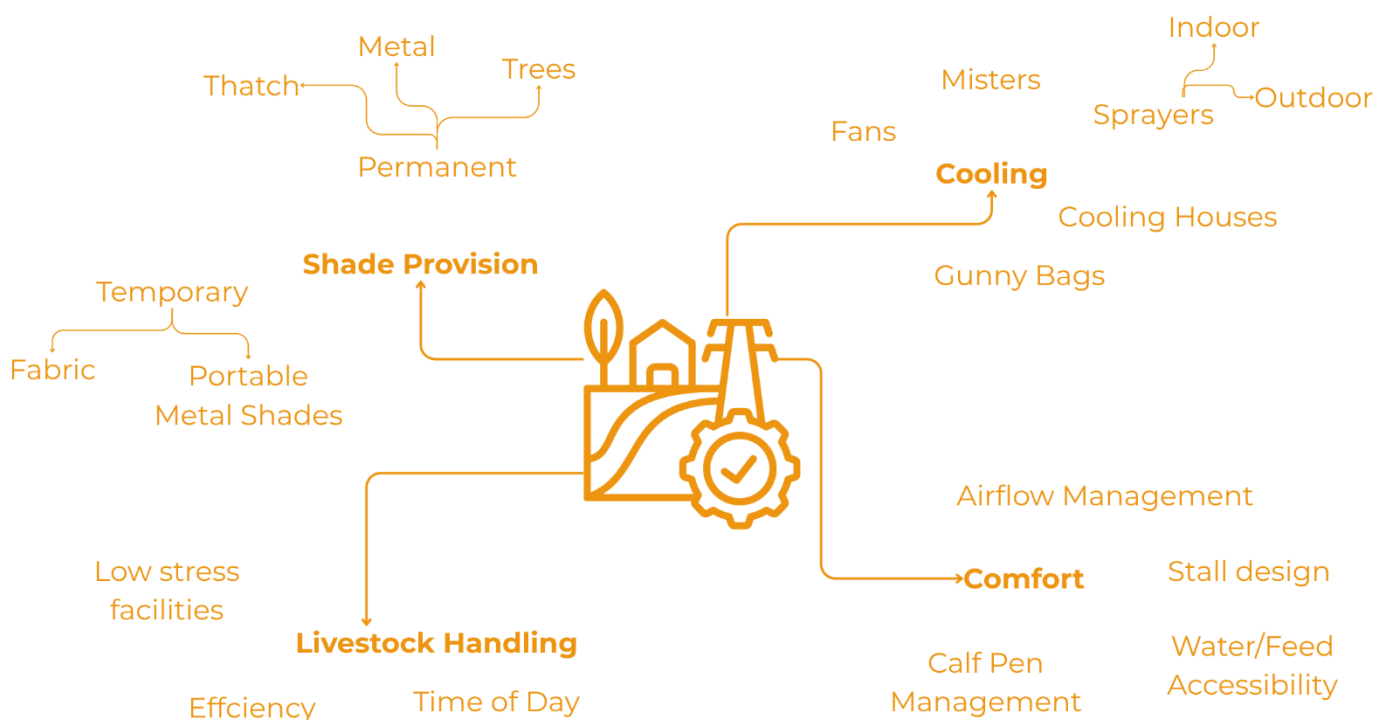 Metal
Thatch
Trees
Permanent
Shade Provision
Temporary
Fabric
Portable
Metal Shades
Indoor
Misters
Outdoor
Sprayers
Fans
Cooling
Cooling Houses
Gunny Bags
Airflow Management
Comfort
Stall design
Calf Pen
Management
Water/Feed
Accessibility
Low stress
facilities
Livestock Handling
Effciency
Time of Day